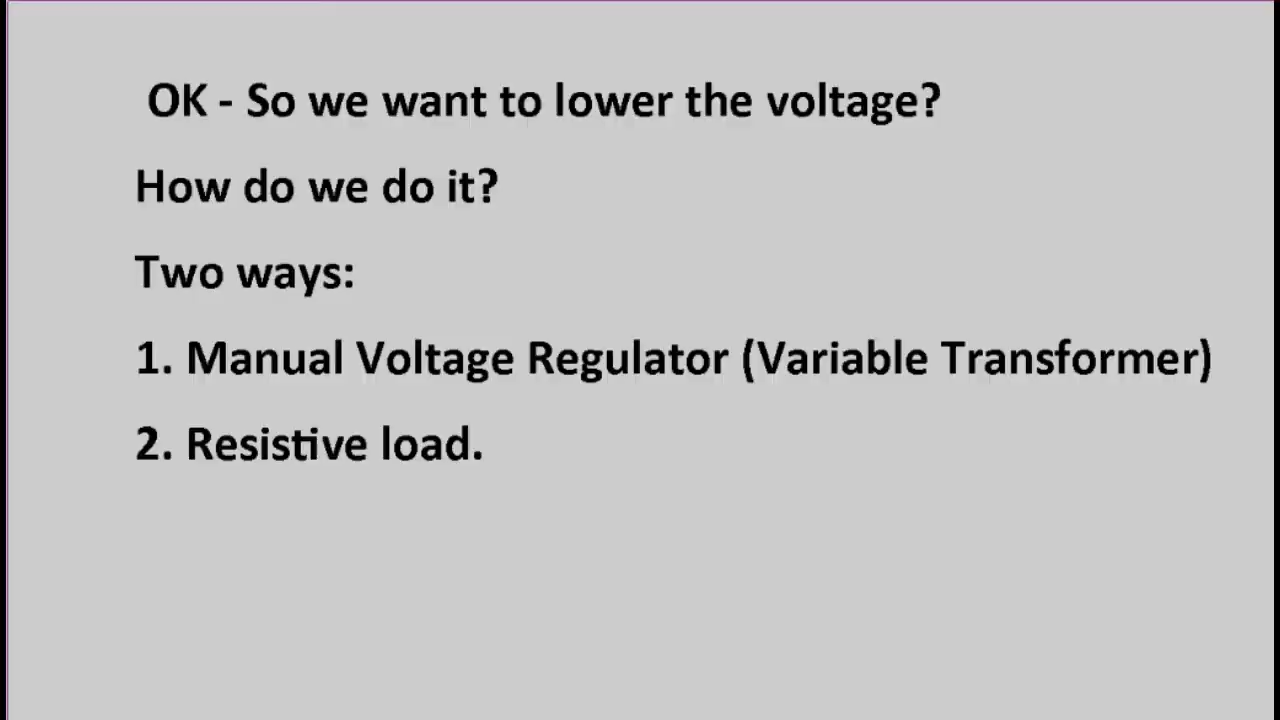 OK - So we want to lower the voltage?
How do we do it?
Two ways:
1. Manual Voltage Regulator (Variable Transformer)
2. Resistive load.